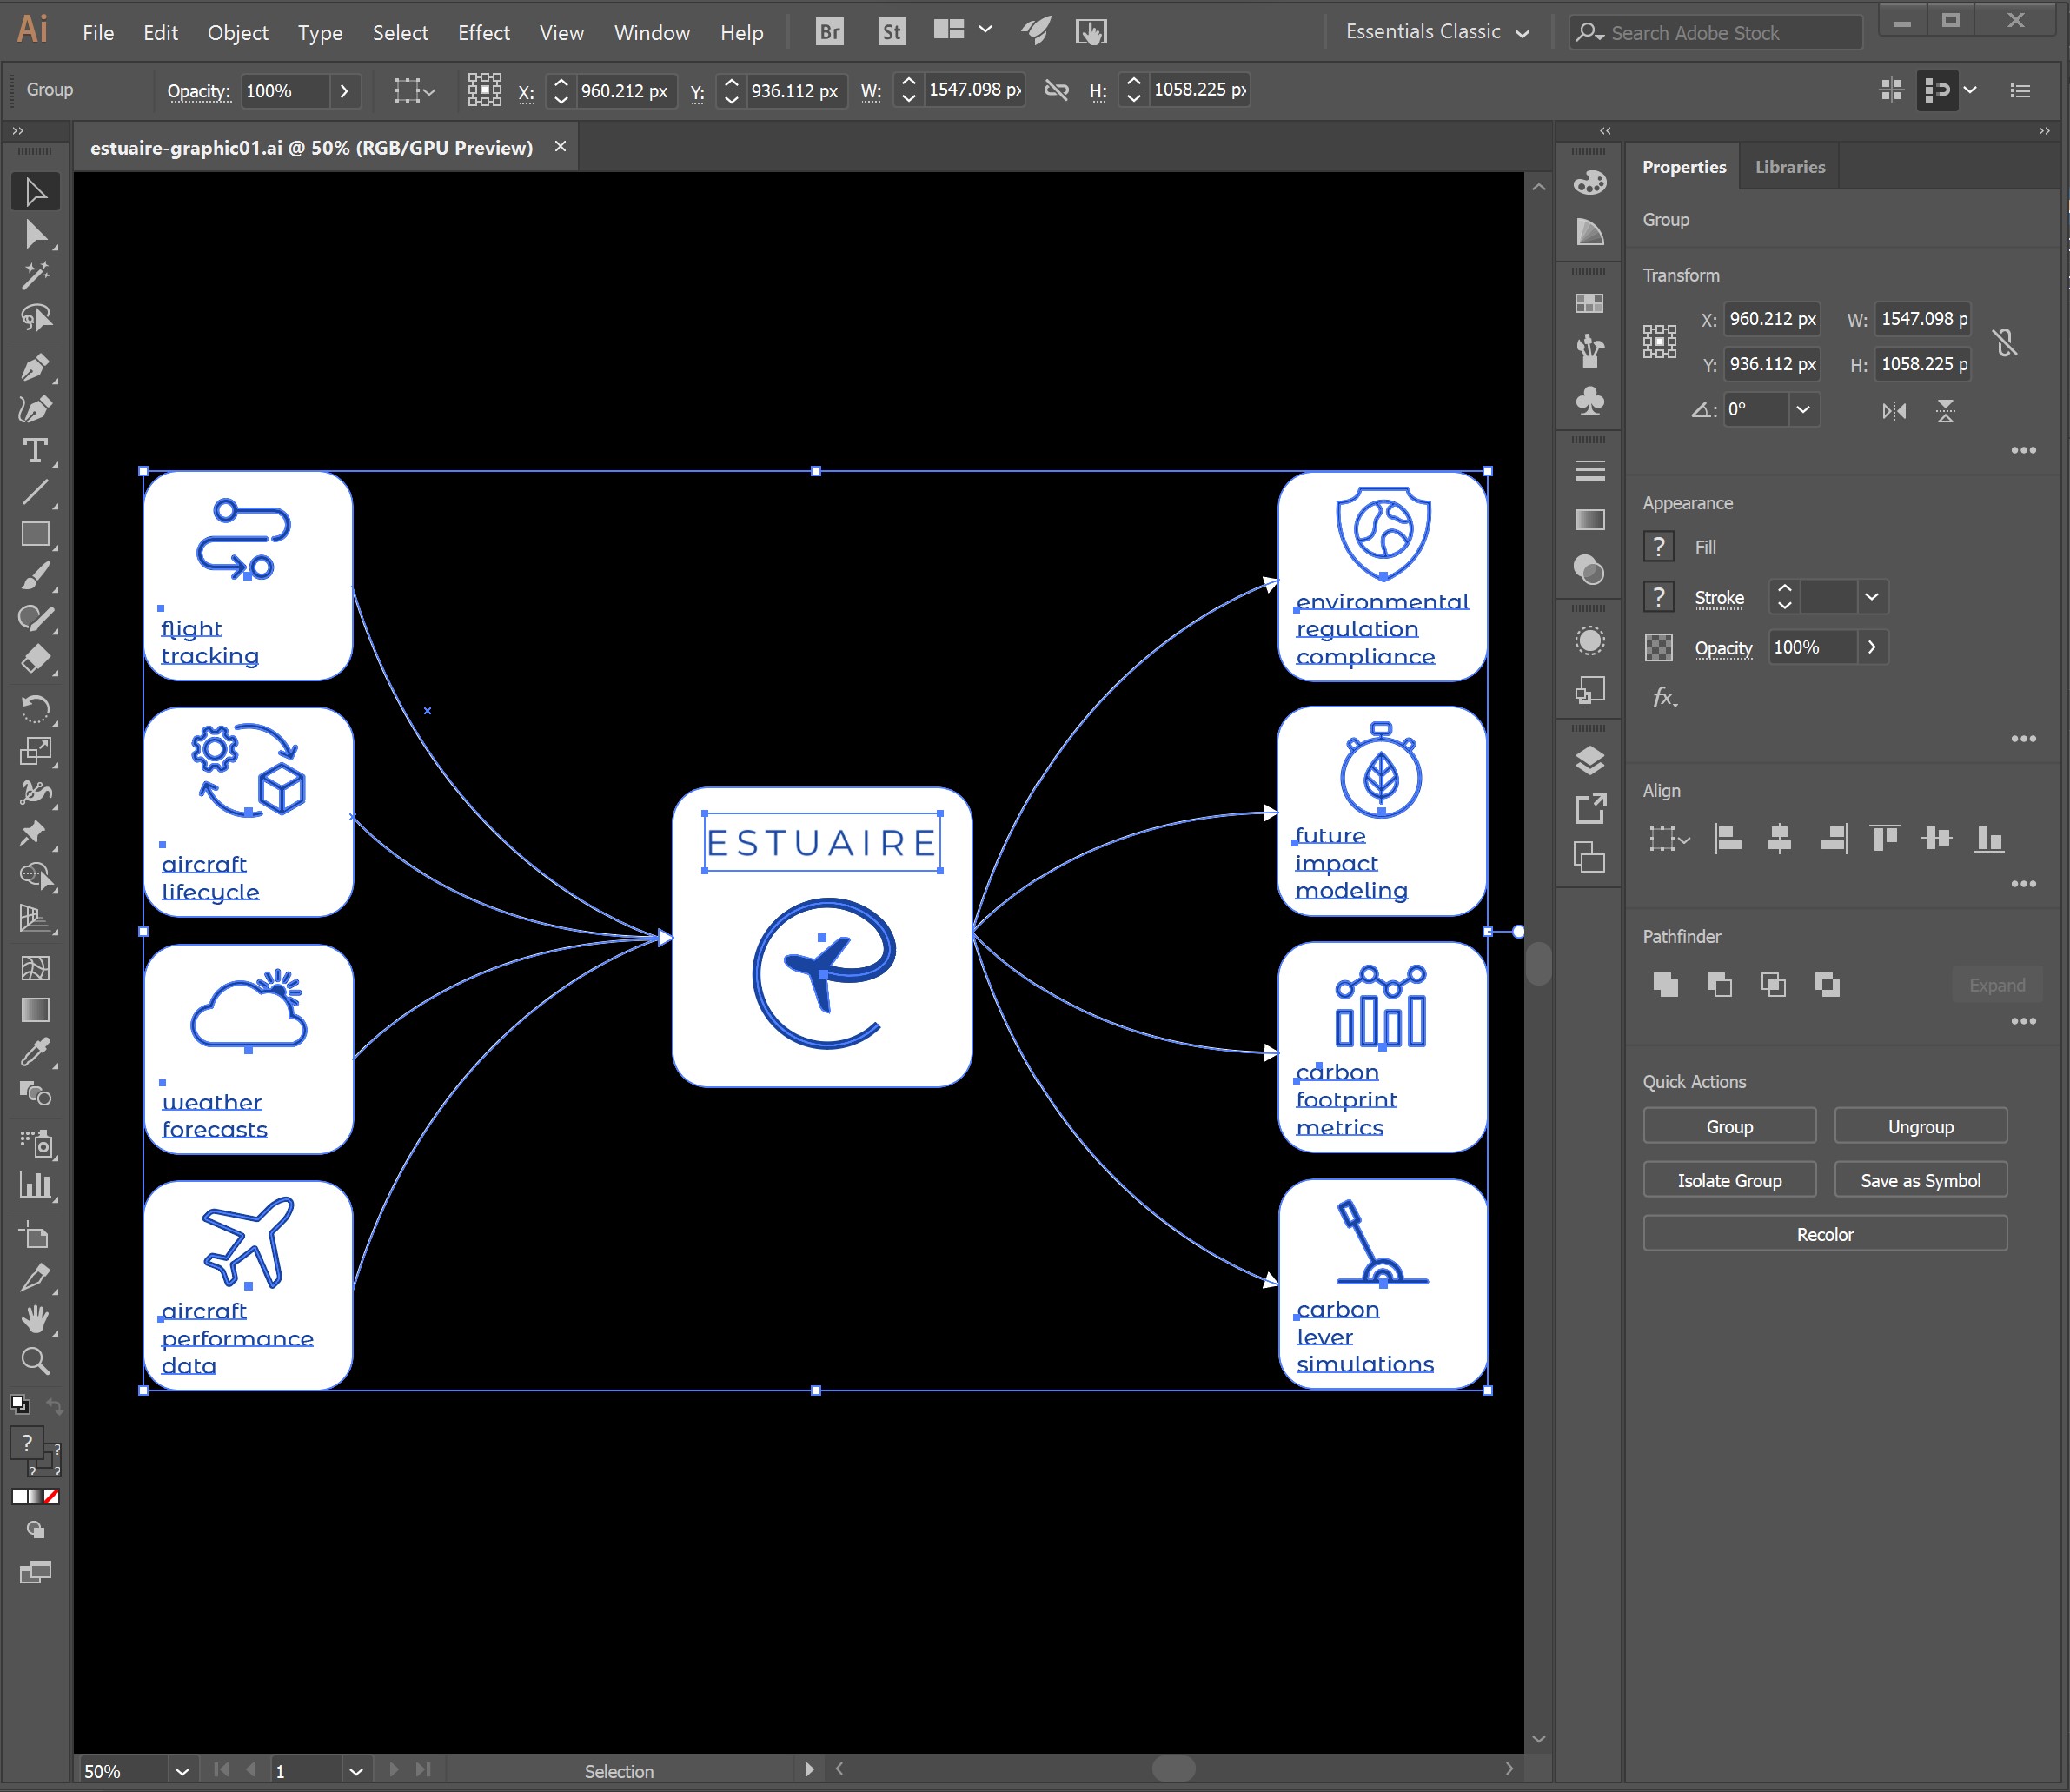 Ai File Edit Object Type Select Effect View Window Help Br St Essentials Classic Search Adobe Stock
Group Opacity: 100% X: 960.212 px Y: 936.112 px W: 1547.098 px H: 1058.225 px
estuaire-graphic01.ai @ 50% (RGB/GPU Preview)
flight
tracking
aircraft
lifecycle
weather
forecasts
aircraft
performance
data
ESTUAIRE
environmental
regulation
compliance
future
impact
modeling
carbon
footprint
metrics
carbon
lever
simulations
Properties Libraries
Group
Transform
X: 960.212 px W: 1547.098 p
Y: 936.112 px H: 1058.225 p
0°
Appearance
? Fill
? Stroke
Opacity 100%
fx.
Align
Pathfinder
Expand
Quick Actions
Group Ungroup
Isolate Group Save as Symbol
Recolor
50% 1 Selection